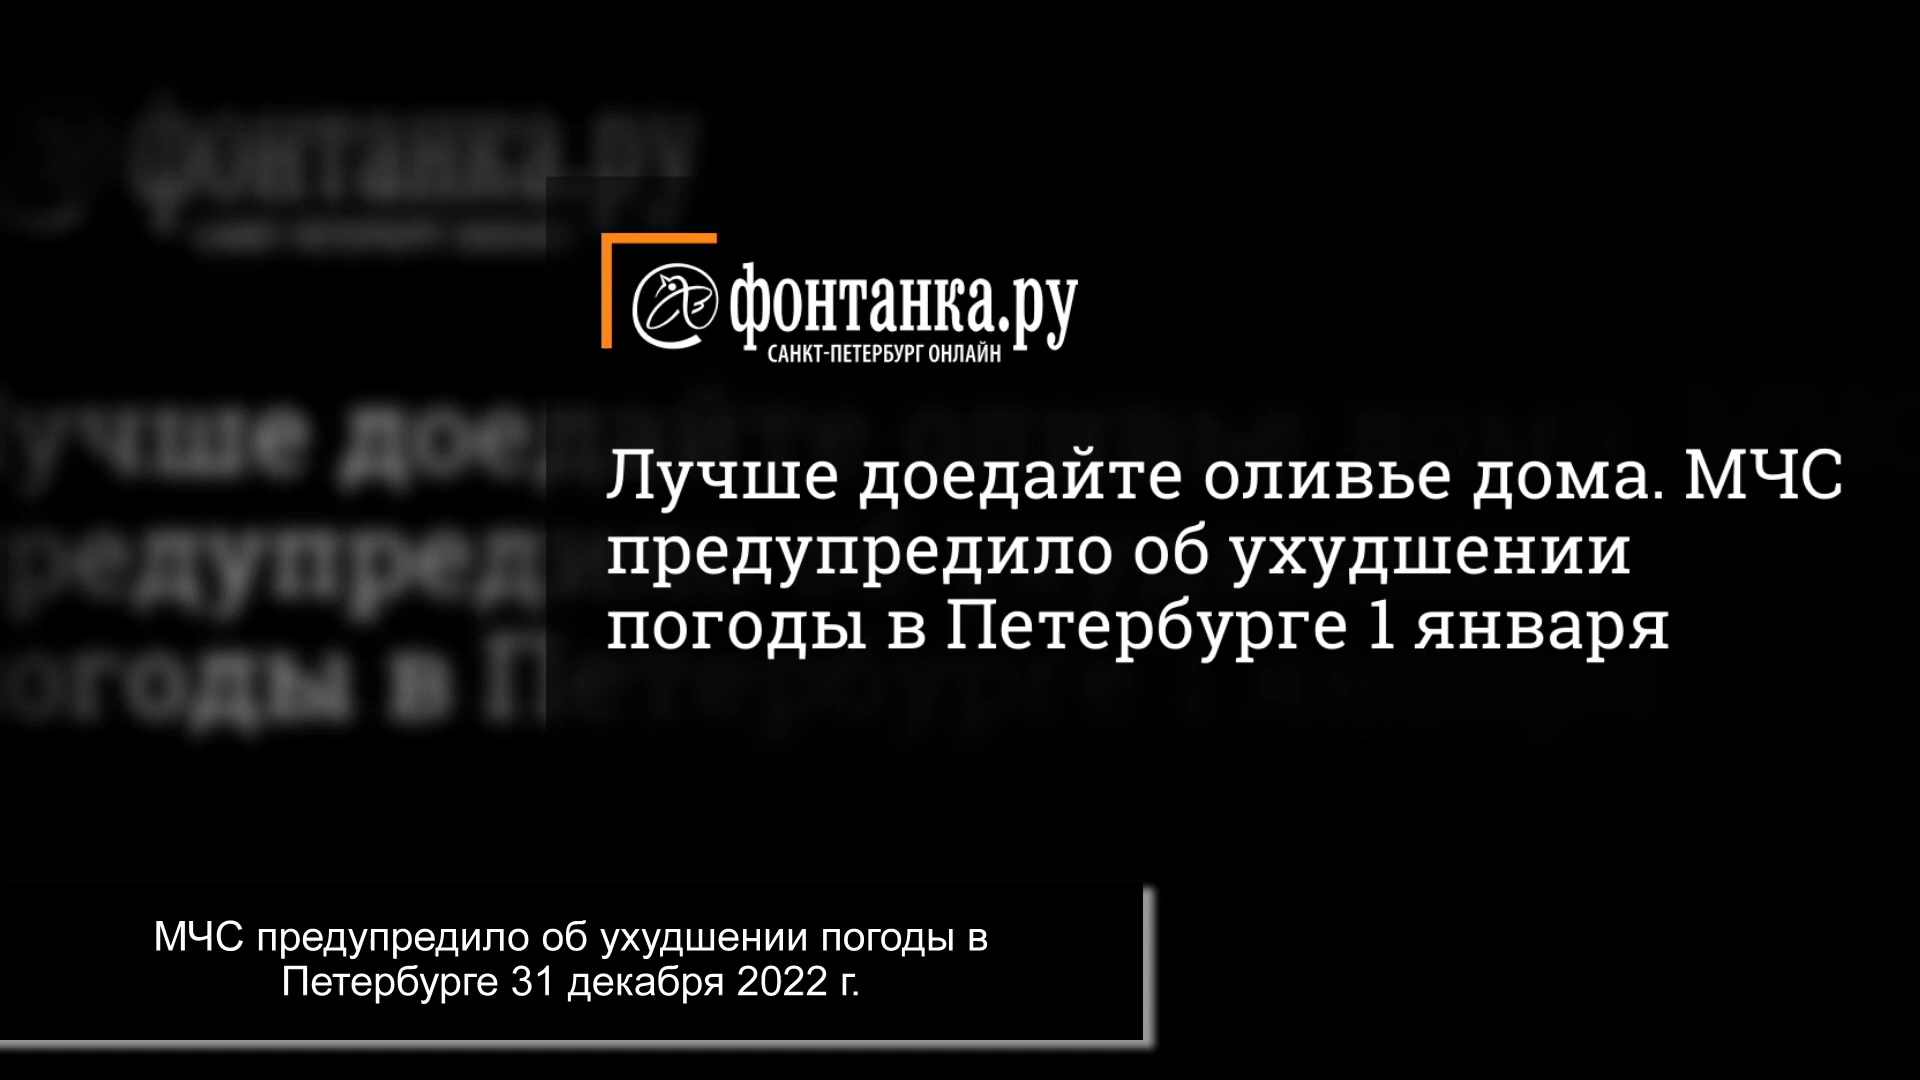 фонтанка.ру
САНКТ-ПЕТЕРБУРГ ОНЛАЙН
Лучше доедайте оливье дома. МЧС
предупредило об ухудшении
погоды в Петербурге 1 января
МЧС предупредило об ухудшении погоды в
Петербурге 31 декабря 2022 г.